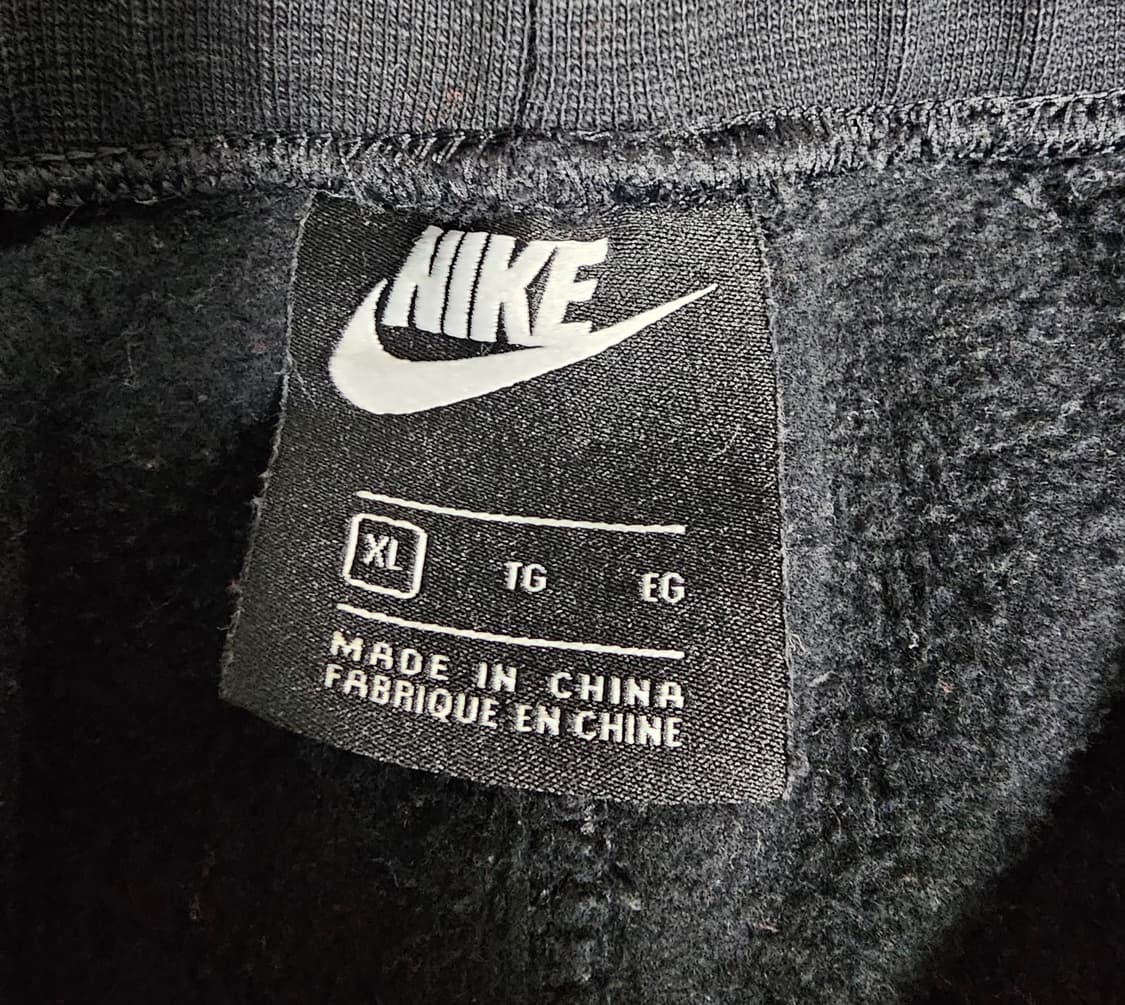 NIKE
XL TG EG
MADE IN CHINA
FABRIQUE EN CHINE